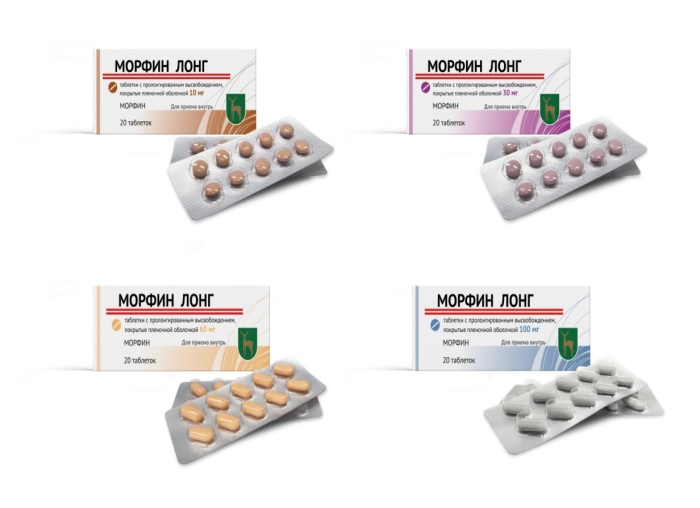 МОРФИН ЛОНГ
таблетки с пролонгированным высвобождением,
покрытые пленочной оболочкой 10 мг
МОРФИН Для приема внутрь
20 таблеток
МОРФИН ЛОНГ
таблетки с пролонгированным высвобождением,
покрытые пленочной оболочкой 30 мг
МОРФИН Для приема внутрь
20 таблеток
МОРФИН ЛОНГ
таблетки с пролонгированным высвобождением,
покрытые пленочной оболочкой 60 мг
МОРФИН Для приема внутрь
20 таблеток
МОРФИН ЛОНГ
таблетки с пролонгированным высвобождением,
покрытые пленочной оболочкой 100 мг
МОРФИН Для приема внутрь
20 таблеток